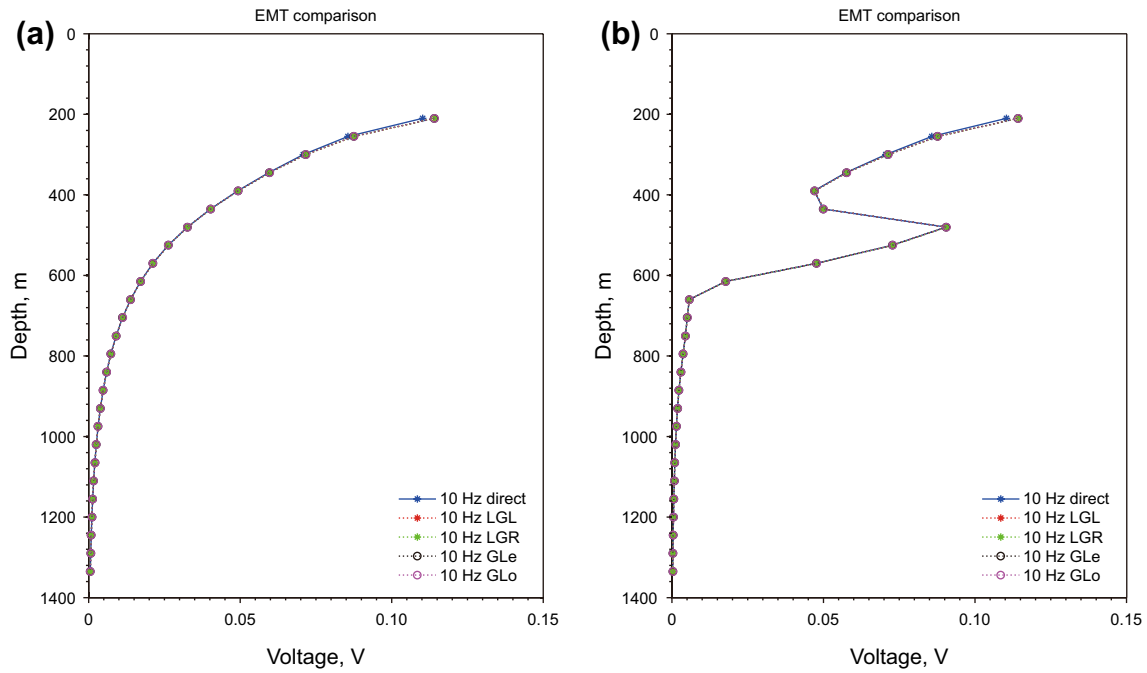 (a)
EMT comparison
0
200
400
600
800
1000
1200
1400
Depth, m
0
0.05
0.10
0.15
Voltage, V
10 Hz direct
10 Hz LGL
10 Hz LGR
10 Hz GLe
10 Hz GLo
(b)
EMT comparison
0
200
400
600
800
1000
1200
1400
Depth, m
0
0.05
0.10
0.15
Voltage, V
10 Hz direct
10 Hz LGL
10 Hz LGR
10 Hz GLe
10 Hz GLo